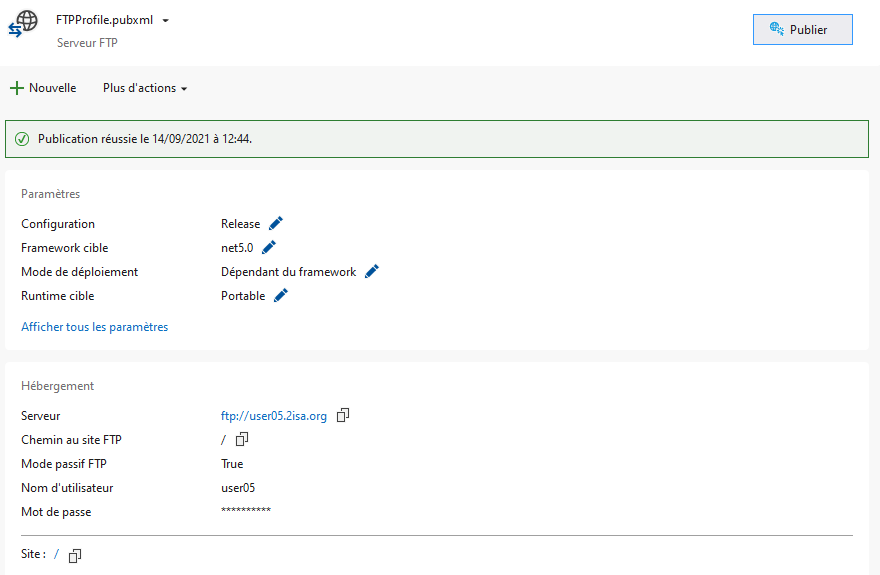 FTPProfile.pubxml
Serveur FTP
Publier
Nouvelle Plus d'actions
Publication réussie le 14/09/2021 à 12:44.
Paramètres
Configuration Release
Framework cible net5.0
Mode de déploiement Dépendant du framework
Runtime cible Portable
Afficher tous les paramètres
Hébergement
Serveur ftp://user05.2isa.org
Chemin au site FTP /
Mode passif FTP True
Nom d'utilisateur user05
Mot de passe **********
Site : /